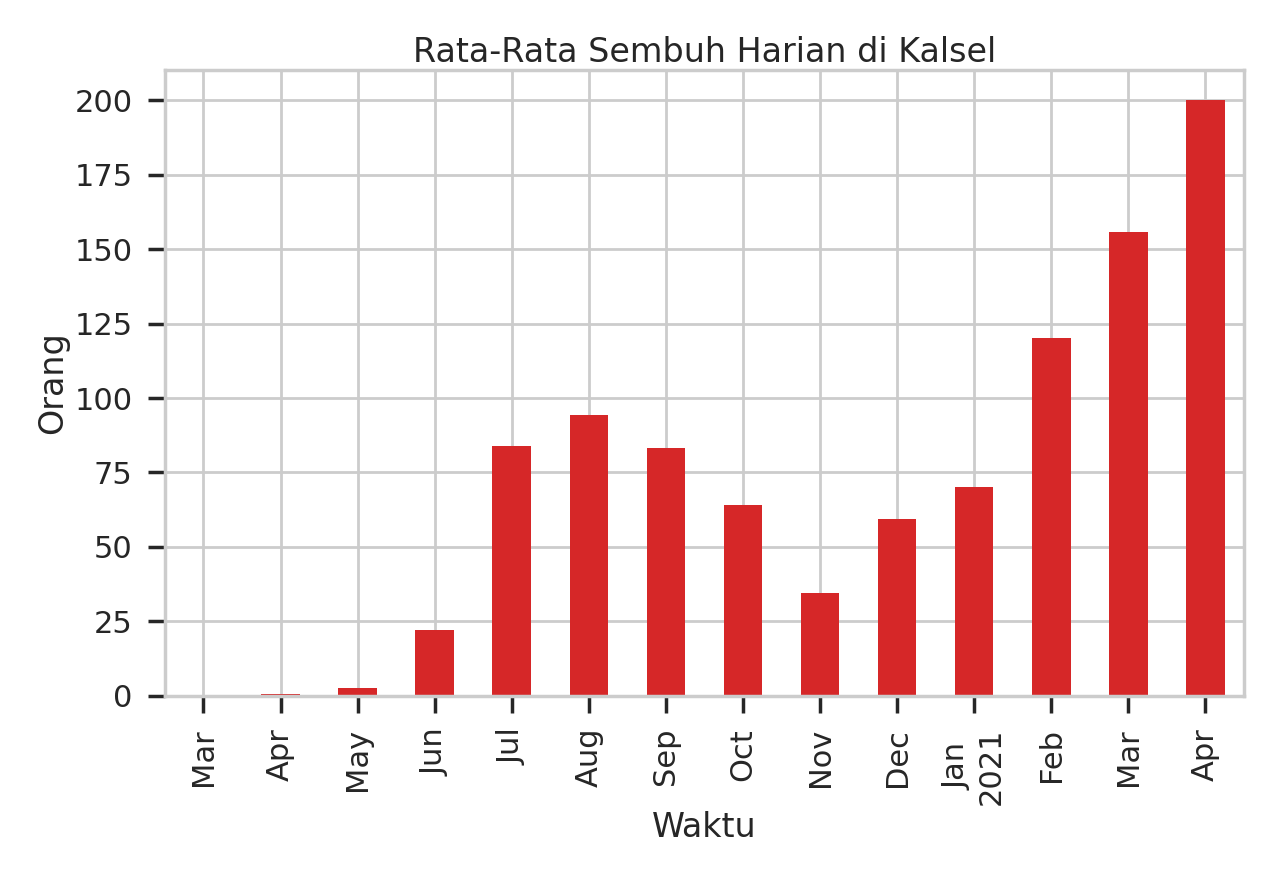 Rata-Rata Sembuh Harian di Kalsel
200
175
150
125
100
75
50
25
0
Orang
Mar
Apr
May
Jun
Jul
Aug
Sep
Oct
Nov
Dec
Jan
2021
Feb
Mar
Apr
Waktu